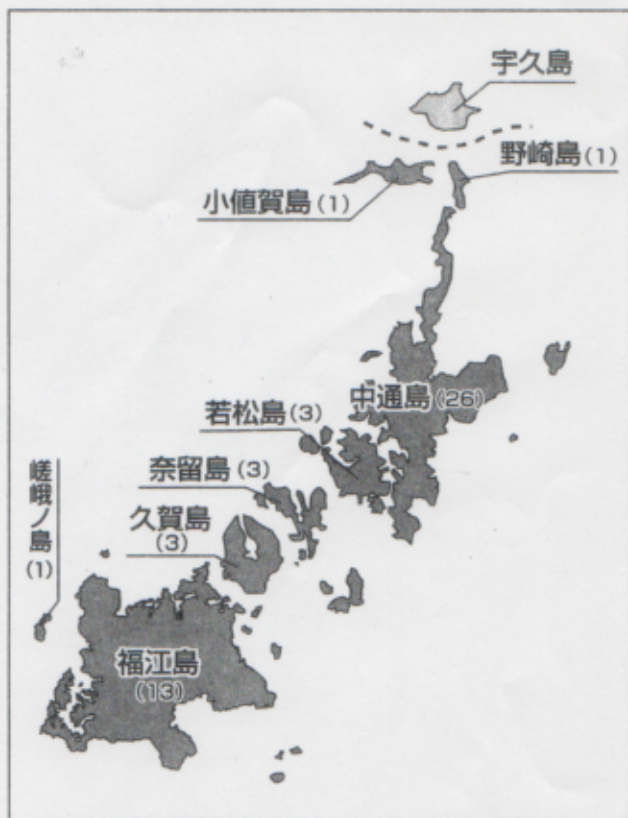 宇久島
野崎島(1)
小値賀島(1)
中通島(26)
若松島(3)
奈留島(3)
久賀島
(3)
嵯峨ノ島
(1)
福江島
(13)